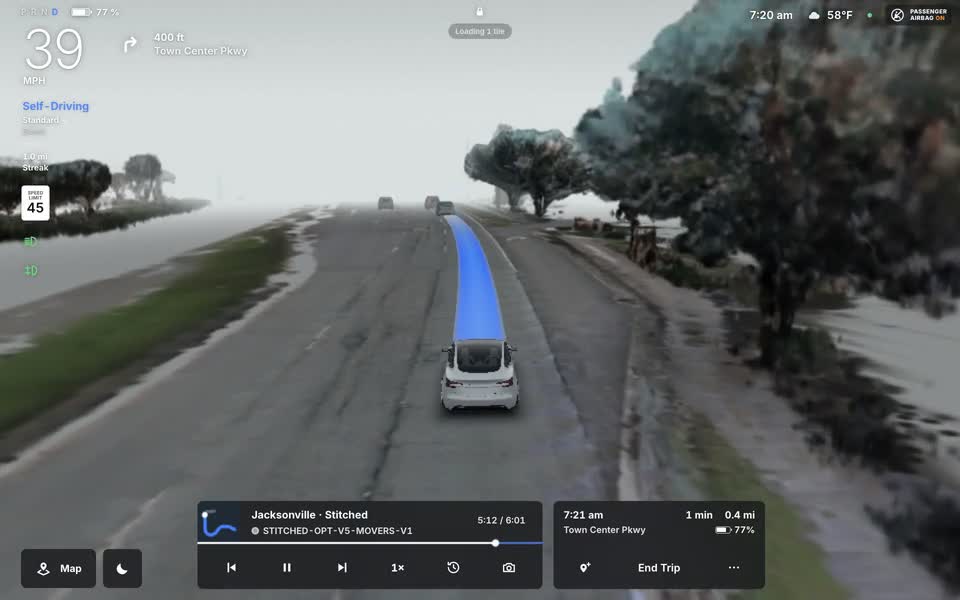 P R N D
77 %
39
MPH
400 ft
Town Center Pkwy
Loading 1 tile
7:20 am
58°F
PASSENGER
AIRBAG ON
Self-Driving
Standard
1.0 mi
Streak
SPEED
LIMIT
45
Jacksonville · Stitched
STITCHED-OPT-V5-MOVERS-V1
5:12 / 6:01
1×
7:21 am
1 min
0.4 mi
Town Center Pkwy
77%
End Trip
Map